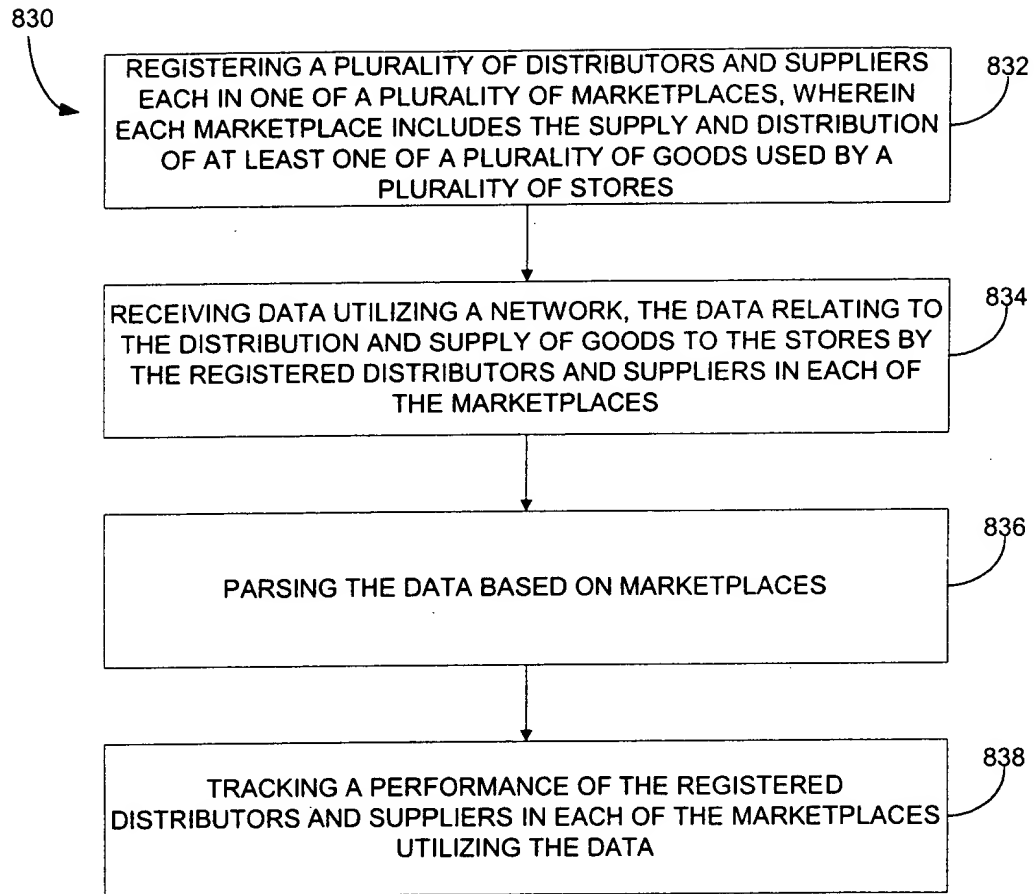 830
REGISTERING A PLURALITY OF DISTRIBUTORS AND SUPPLIERS
EACH IN ONE OF A PLURALITY OF MARKETPLACES, WHEREIN
EACH MARKETPLACE INCLUDES THE SUPPLY AND DISTRIBUTION
OF AT LEAST ONE OF A PLURALITY OF GOODS USED BY A
PLURALITY OF STORES
832
RECEIVING DATA UTILIZING A NETWORK, THE DATA RELATING TO
THE DISTRIBUTION AND SUPPLY OF GOODS TO THE STORES BY
THE REGISTERED DISTRIBUTORS AND SUPPLIERS IN EACH OF
THE MARKETPLACES
834
PARSING THE DATA BASED ON MARKETPLACES
836
TRACKING A PERFORMANCE OF THE REGISTERED
DISTRIBUTORS AND SUPPLIERS IN EACH OF THE MARKETPLACES
UTILIZING THE DATA
838